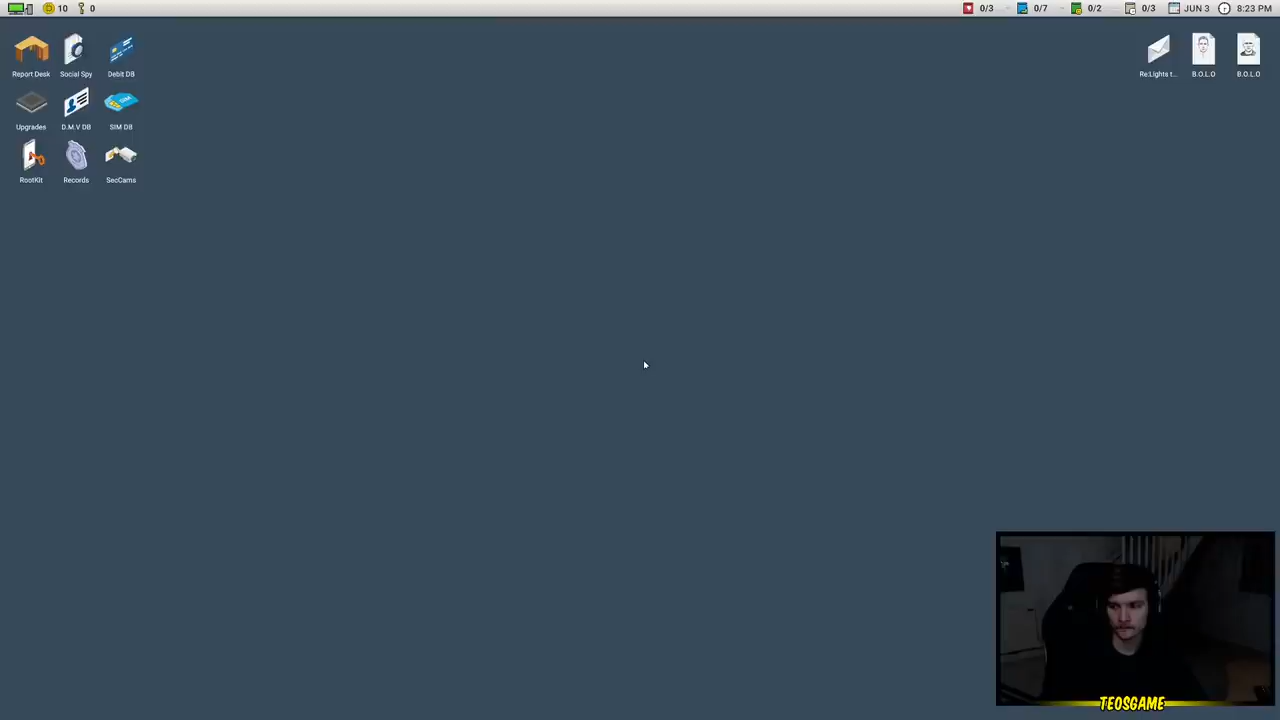 10 0 0/3 0/7 0/2 0/3 JUN 3 8:23 PM
Report Desk Social Spy Debit DB Re:Lights t... B.O.L.O B.O.L.O
Upgrades D.M.V DB SIM DB
RootKit Records SecCams
TEOSGAME